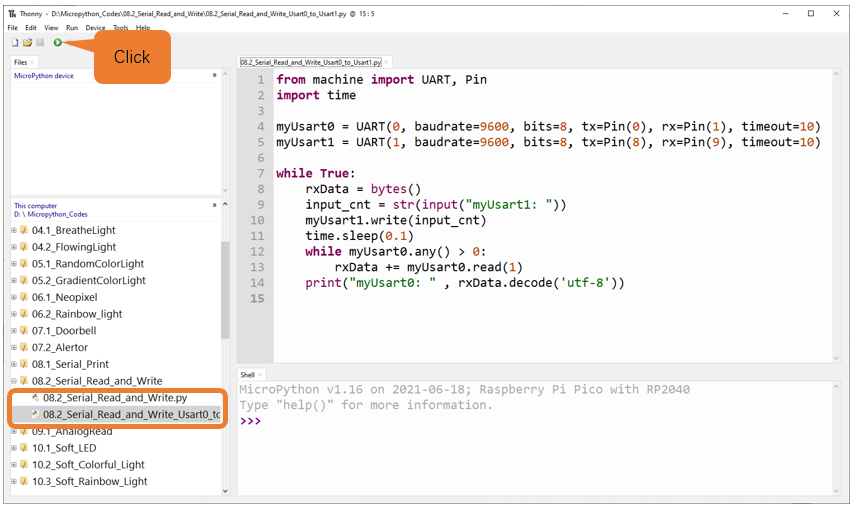 Thonny - D:\Micropython_Codes\08.2_Serial_Read_and_Write\08.2_Serial_Read_and_Write_Usart0_to_Usart1.py @ 15 : 5
File Edit View Run Device Tools Help
Click
Files
MicroPython device
This computer
D: \ Micropython_Codes
04.1_BreatheLight
04.2_FlowingLight
05.1_RandomColorLight
05.2_GradientColorLight
06.1_Neopixel
06.2_Rainbow_light
07.1_Doorbell
07.2_Alertor
08.1_Serial_Print
08.2_Serial_Read_and_Write
08.2_Serial_Read_and_Write.py
08.2_Serial_Read_and_Write_Usart0_to
09.1_AnalogRead
10.1_Soft_LED
10.2_Soft_Colorful_Light
10.3_Soft_Rainbow_Light
08.2_Serial_Read_and_Write_Usart0_to_Usart1.py
1 from machine import UART, Pin
2 import time
3
4 myUsart0 = UART(0, baudrate=9600, bits=8, tx=Pin(0), rx=Pin(1), timeout=10)
5 myUsart1 = UART(1, baudrate=9600, bits=8, tx=Pin(8), rx=Pin(9), timeout=10)
6
7 while True:
8     rxData = bytes()
9     input_cnt = str(input("myUsart1: "))
10     myUsart1.write(input_cnt)
11     time.sleep(0.1)
12     while myUsart0.any() > 0:
13         rxData += myUsart0.read(1)
14     print("myUsart0: " , rxData.decode('utf-8'))
15
Shell
MicroPython v1.16 on 2021-06-18; Raspberry Pi Pico with RP2040
Type "help()" for more information.
>>>